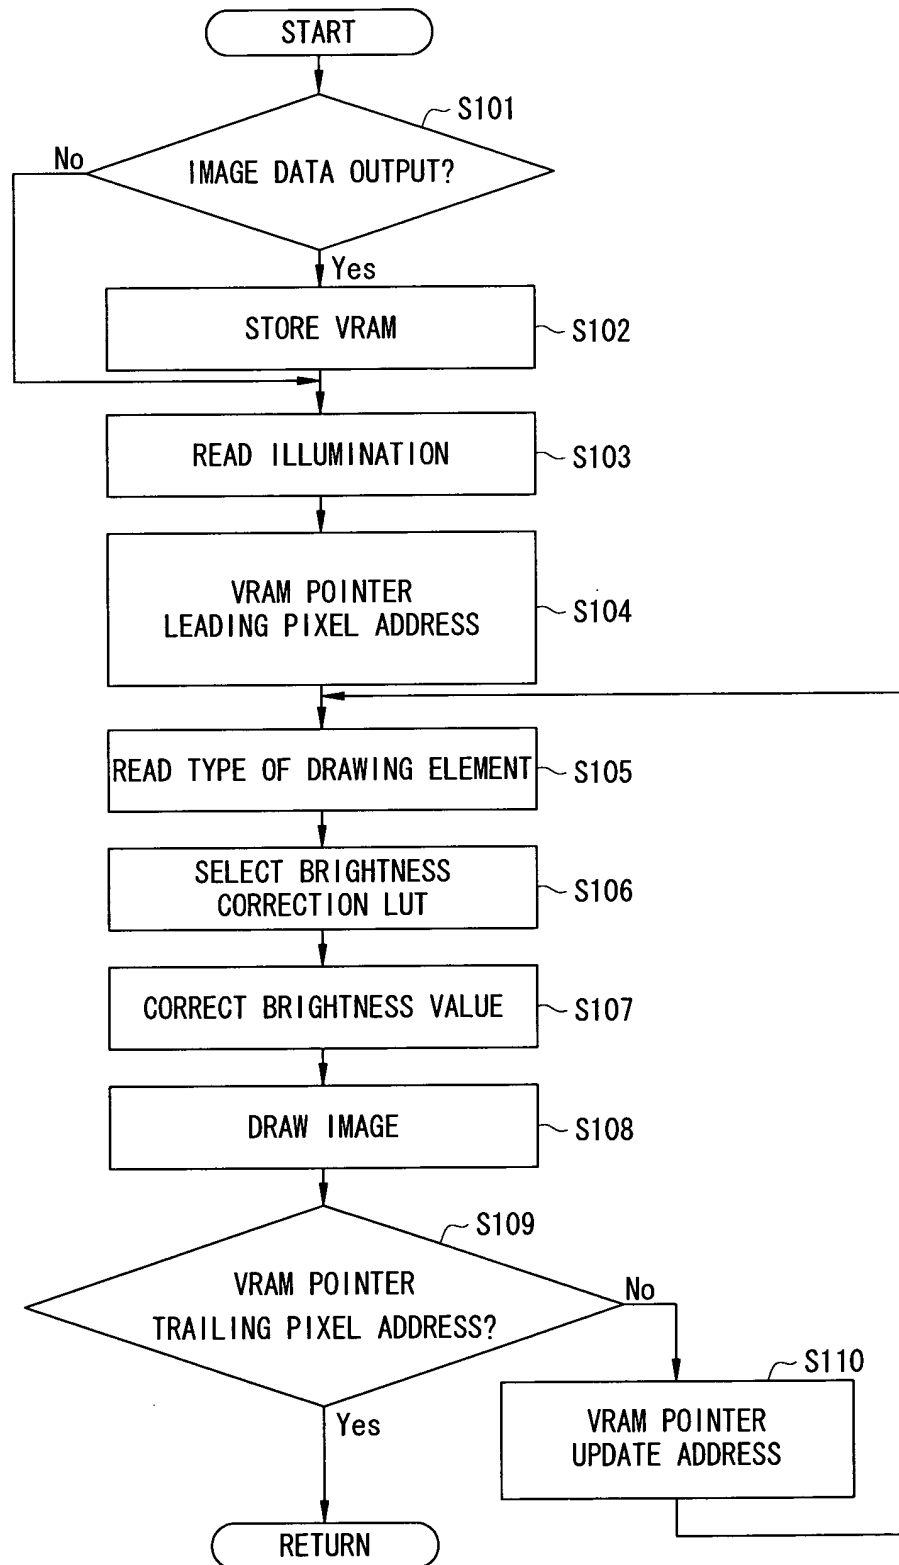 START
S101
No
IMAGE DATA OUTPUT?
Yes
STORE VRAM
S102
READ ILLUMINATION
S103
VRAM POINTER
LEADING PIXEL ADDRESS
S104
READ TYPE OF DRAWING ELEMENT
S105
SELECT BRIGHTNESS
CORRECTION LUT
S106
CORRECT BRIGHTNESS VALUE
S107
DRAW IMAGE
S108
S109
VRAM POINTER
TRAILING PIXEL ADDRESS?
No
S110
VRAM POINTER
UPDATE ADDRESS
Yes
RETURN